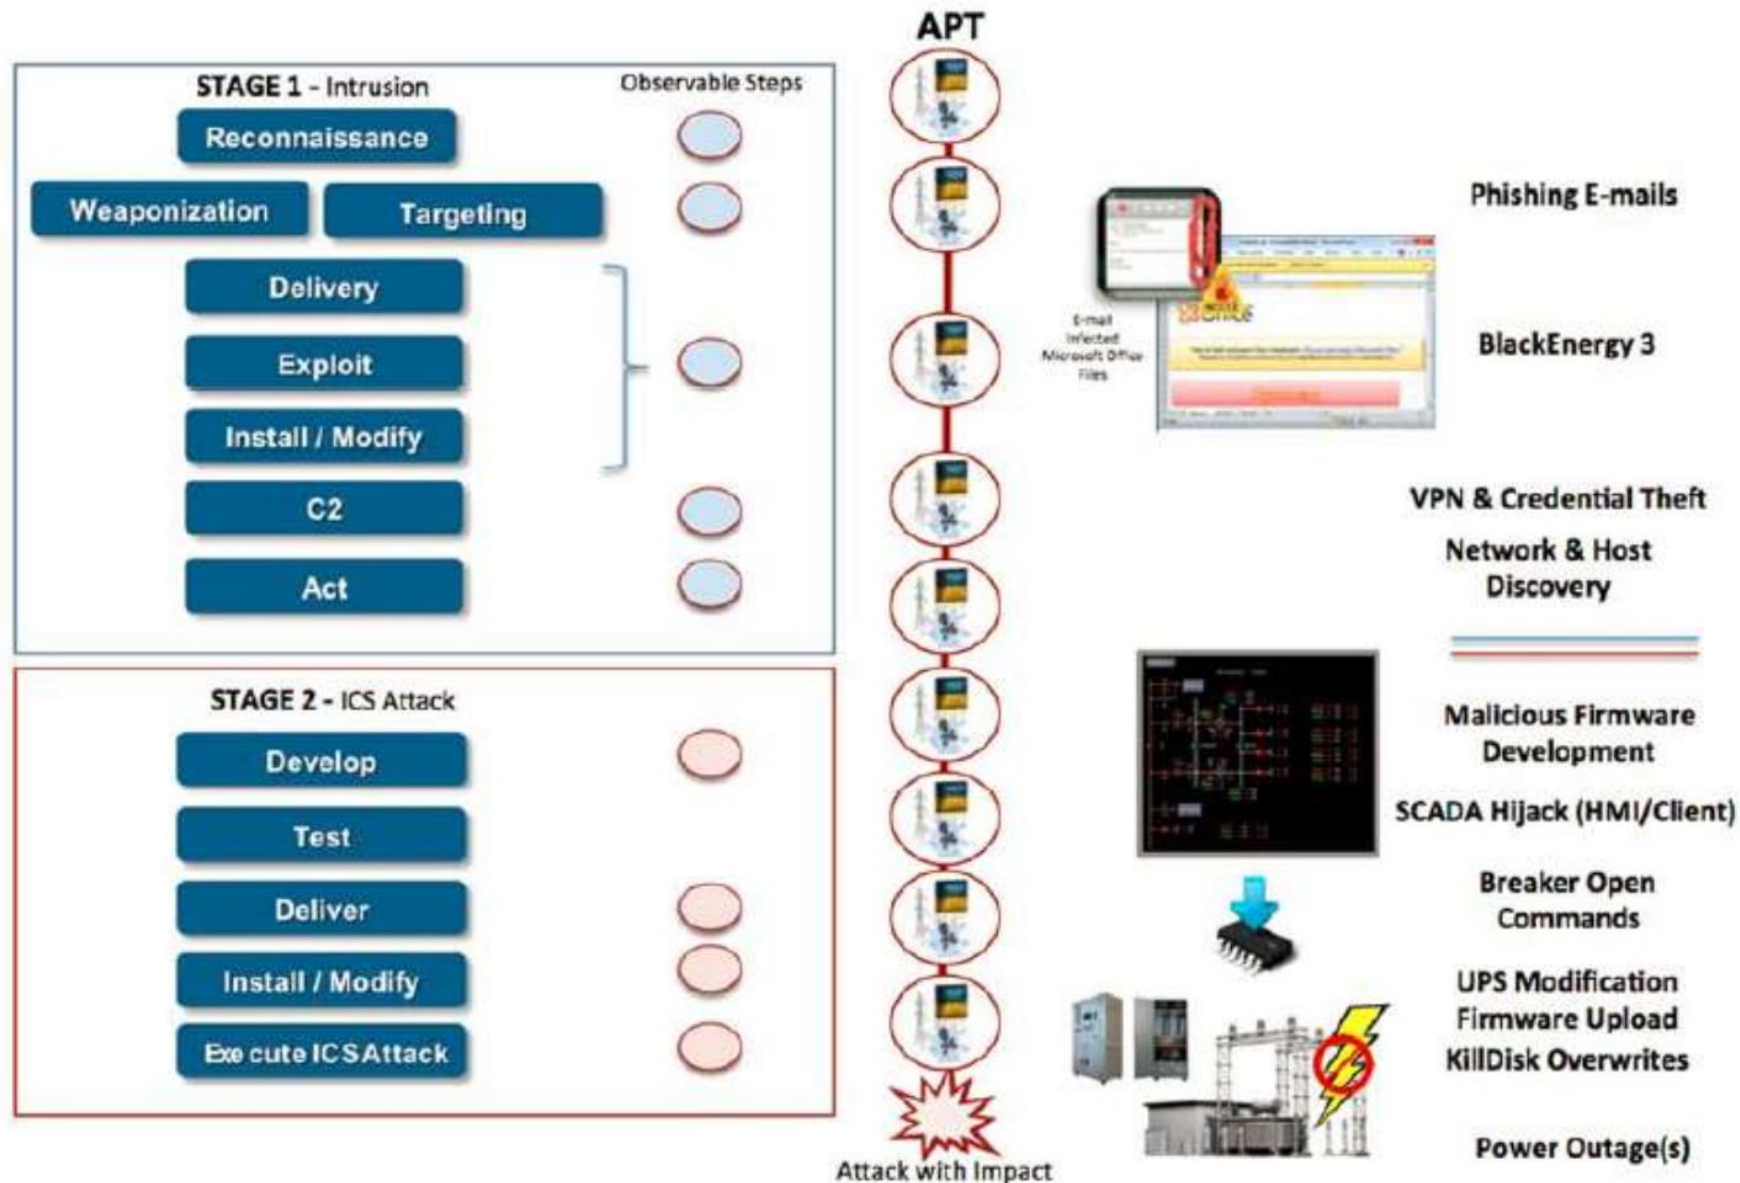 APT
STAGE 1 - Intrusion
Observable Steps
Reconnaissance
Weaponization
Targeting
Delivery
Exploit
Install / Modify
C2
Act
STAGE 2 - ICS Attack
Develop
Test
Deliver
Install / Modify
Execute ICSAttack
Attack with Impact
E-mail
Infected
Microsoft Office
Files
Phishing E-mails
BlackEnergy 3
VPN & Credential Theft
Network & Host
Discovery
Malicious Firmware
Development
SCADA Hijack (HMI/Client)
Breaker Open
Commands
UPS Modification
Firmware Upload
KillDisk Overwrites
Power Outage(s)